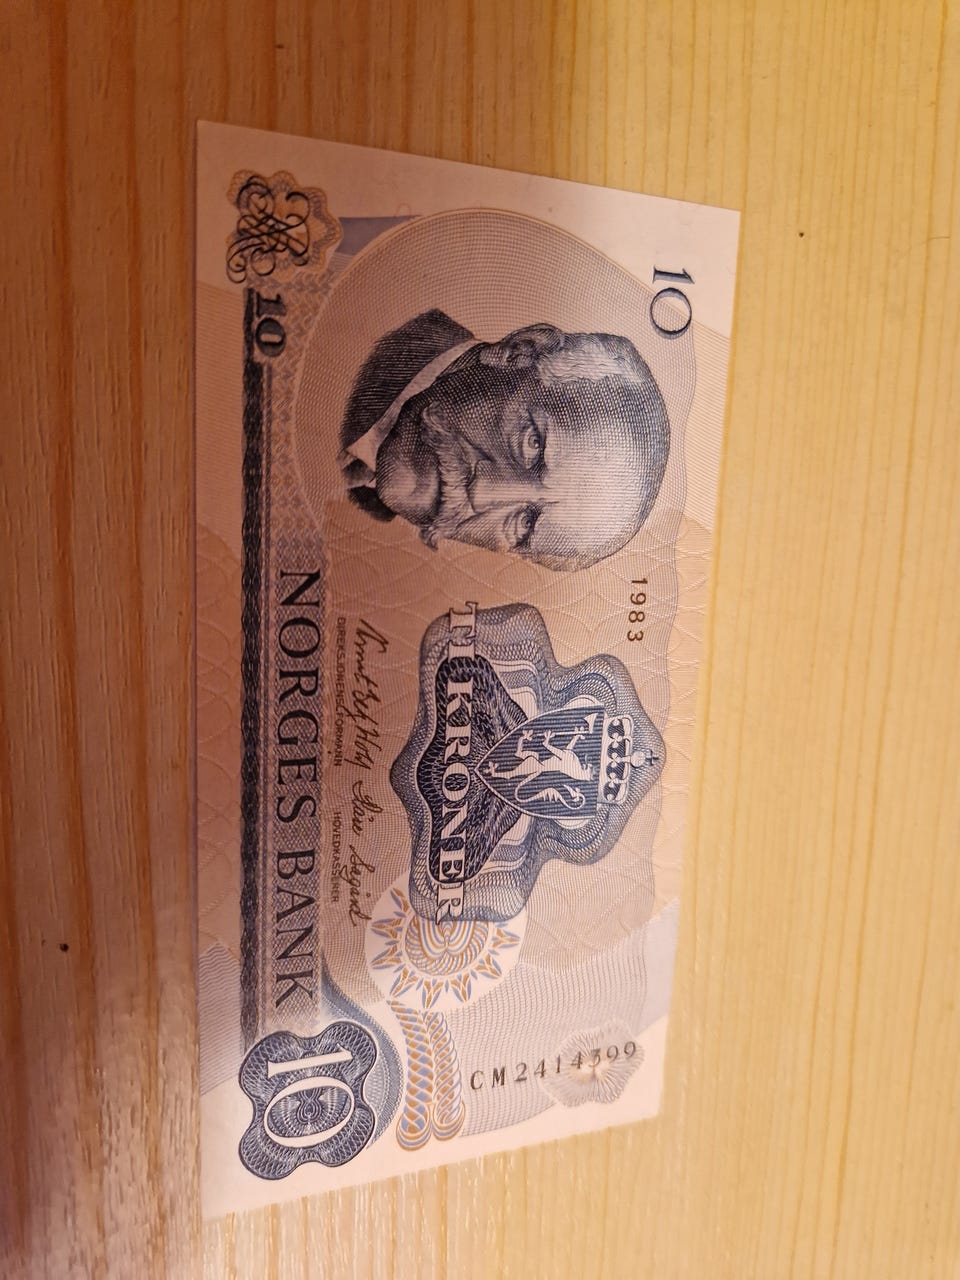 10
1983
TI KRONER
CM2414399
DIREKSJONENS FORMANN
HOVEDKASSERER
10
NORGES BANK
10